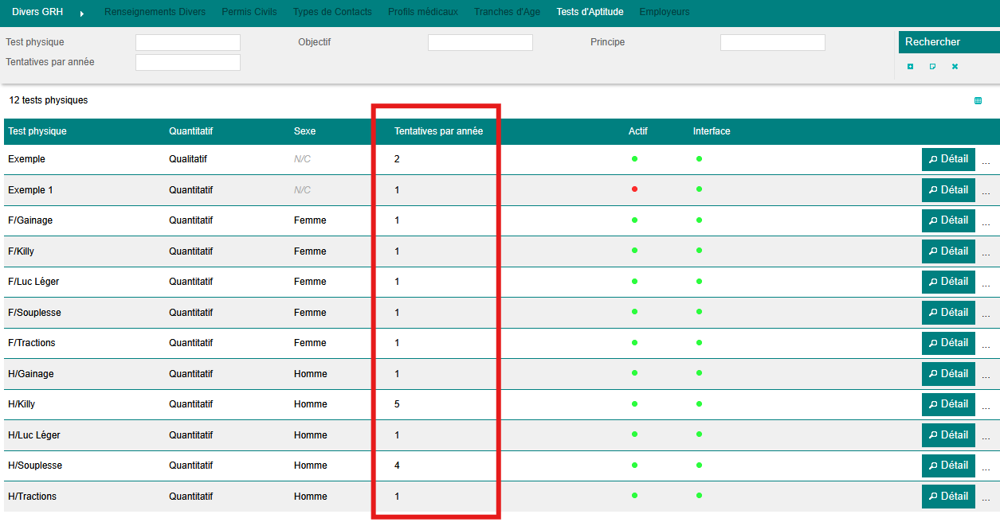 Divers GRH Renseignements Divers Permis Civils Types de Contacts Profils médicaux Tranches d'Age Tests d'Aptitude Employeurs
Test physique Objectif Principe Rechercher
Tentatives par année
12 tests physiques
Test physique Quantitatif Sexe Tentatives par année Actif Interface
Exemple Qualitatif N/C 2 Détail ...
Exemple 1 Quantitatif N/C 1 Détail ...
F/Gainage Quantitatif Femme 1 Détail ...
F/Killy Quantitatif Femme 1 Détail ...
F/Luc Léger Quantitatif Femme 1 Détail ...
F/Souplesse Quantitatif Femme 1 Détail ...
F/Tractions Quantitatif Femme 1 Détail ...
H/Gainage Quantitatif Homme 1 Détail ...
H/Killy Quantitatif Homme 5 Détail ...
H/Luc Léger Quantitatif Homme 1 Détail ...
H/Souplesse Quantitatif Homme 4 Détail ...
H/Tractions Quantitatif Homme 1 Détail ...